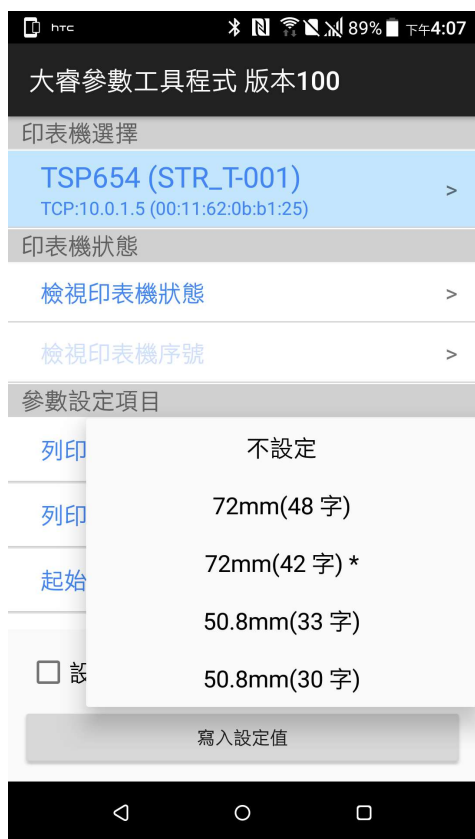 hTC 89% 下午4:07
大睿參數工具程式 版本100
印表機選擇
TSP654 (STR_T-001)
TCP:10.0.1.5 (00:11:62:0b:b1:25)
>
印表機狀態
檢視印表機狀態 >
檢視印表機序號 >
參數設定項目
列印
列印
起始
不設定
72mm(48 字)
72mm(42 字) *
50.8mm(33 字)
50.8mm(30 字)
設
寫入設定值